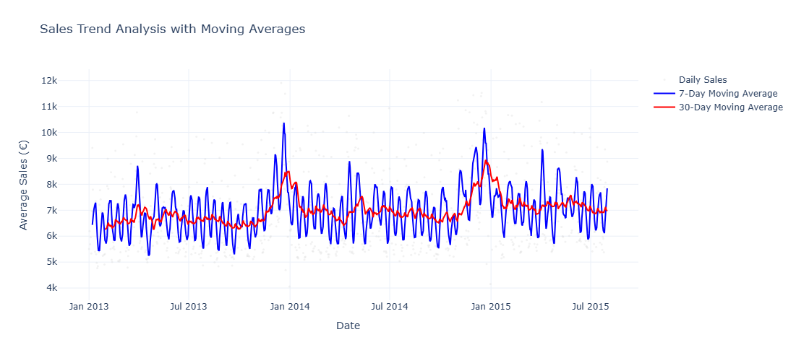 Sales Trend Analysis with Moving Averages
12k
11k
10k
9k
8k
7k
6k
5k
4k
Average Sales (€)
Jan 2013
Jul 2013
Jan 2014
Jul 2014
Jan 2015
Jul 2015
Date
Daily Sales
7-Day Moving Average
30-Day Moving Average